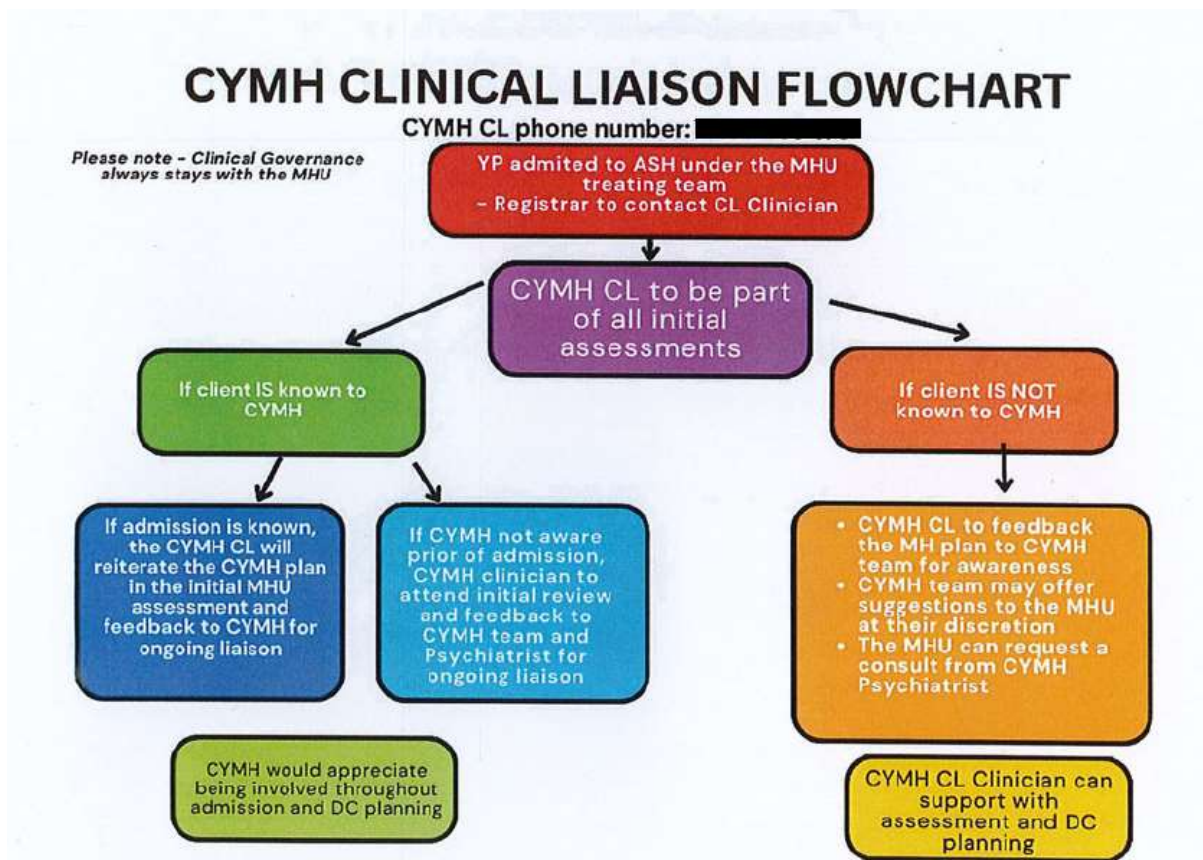 CYMH CLINICAL LIAISON FLOWCHART
CYMH CL phone number:
Please note - Clinical Governance
always stays with the MHU
YP admited to ASH under the MHU
treating team
- Registrar to contact CL Clinician
CYMH CL to be part
of all initial
assessments
If client IS known to
CYMH
If client IS NOT
known to CYMH
If admission is known,
the CYMH CL will
reiterate the CYMH plan
in the initial MHU
assessment and
feedback to CYMH for
ongoing liaison
If CYMH not aware
prior of admission,
CYMH clinician to
attend initial review
and feedback to
CYMH team and
Psychiatrist for
ongoing liaison
• CYMH CL to feedback
the MH plan to CYMH
team for awareness
• CYMH team may offer
suggestions to the MHU
at their discretion
• The MHU can request a
consult from CYMH
Psychiatrist
CYMH would appreciate
being involved throughout
admission and DC planning
CYMH CL Clinician can
support with
assessment and DC
planning